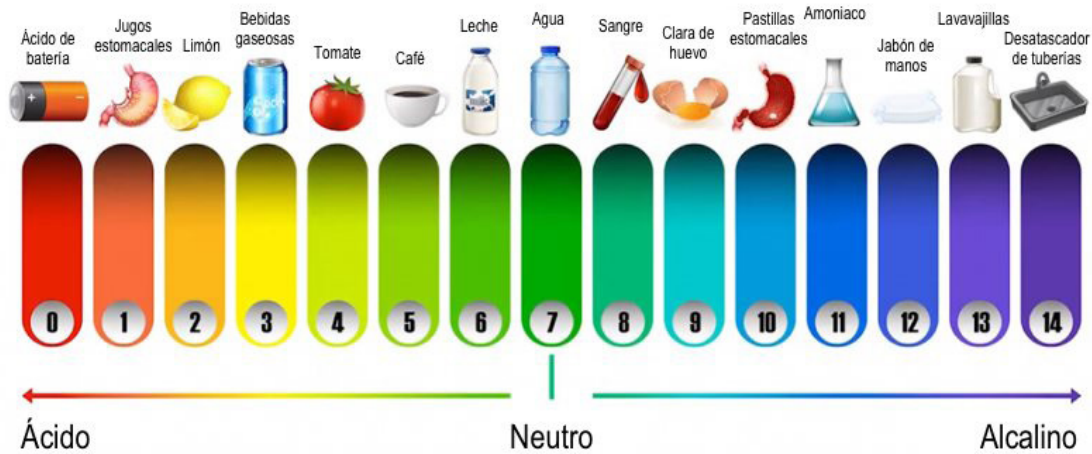 Ácido de
batería
Jugos
estomacales
Limón
Bebidas
gaseosas
Tomate
Café
Leche
Agua
Sangre
Clara de
huevo
Pastillas
estomacales
Amoniaco
Jabón de
manos
Lavavajillas
Desatascador
de tuberías
+ -
Soda
milk
0 1 2 3 4 5 6 7 8 9 10 11 12 13 14
Ácido Neutro Alcalino